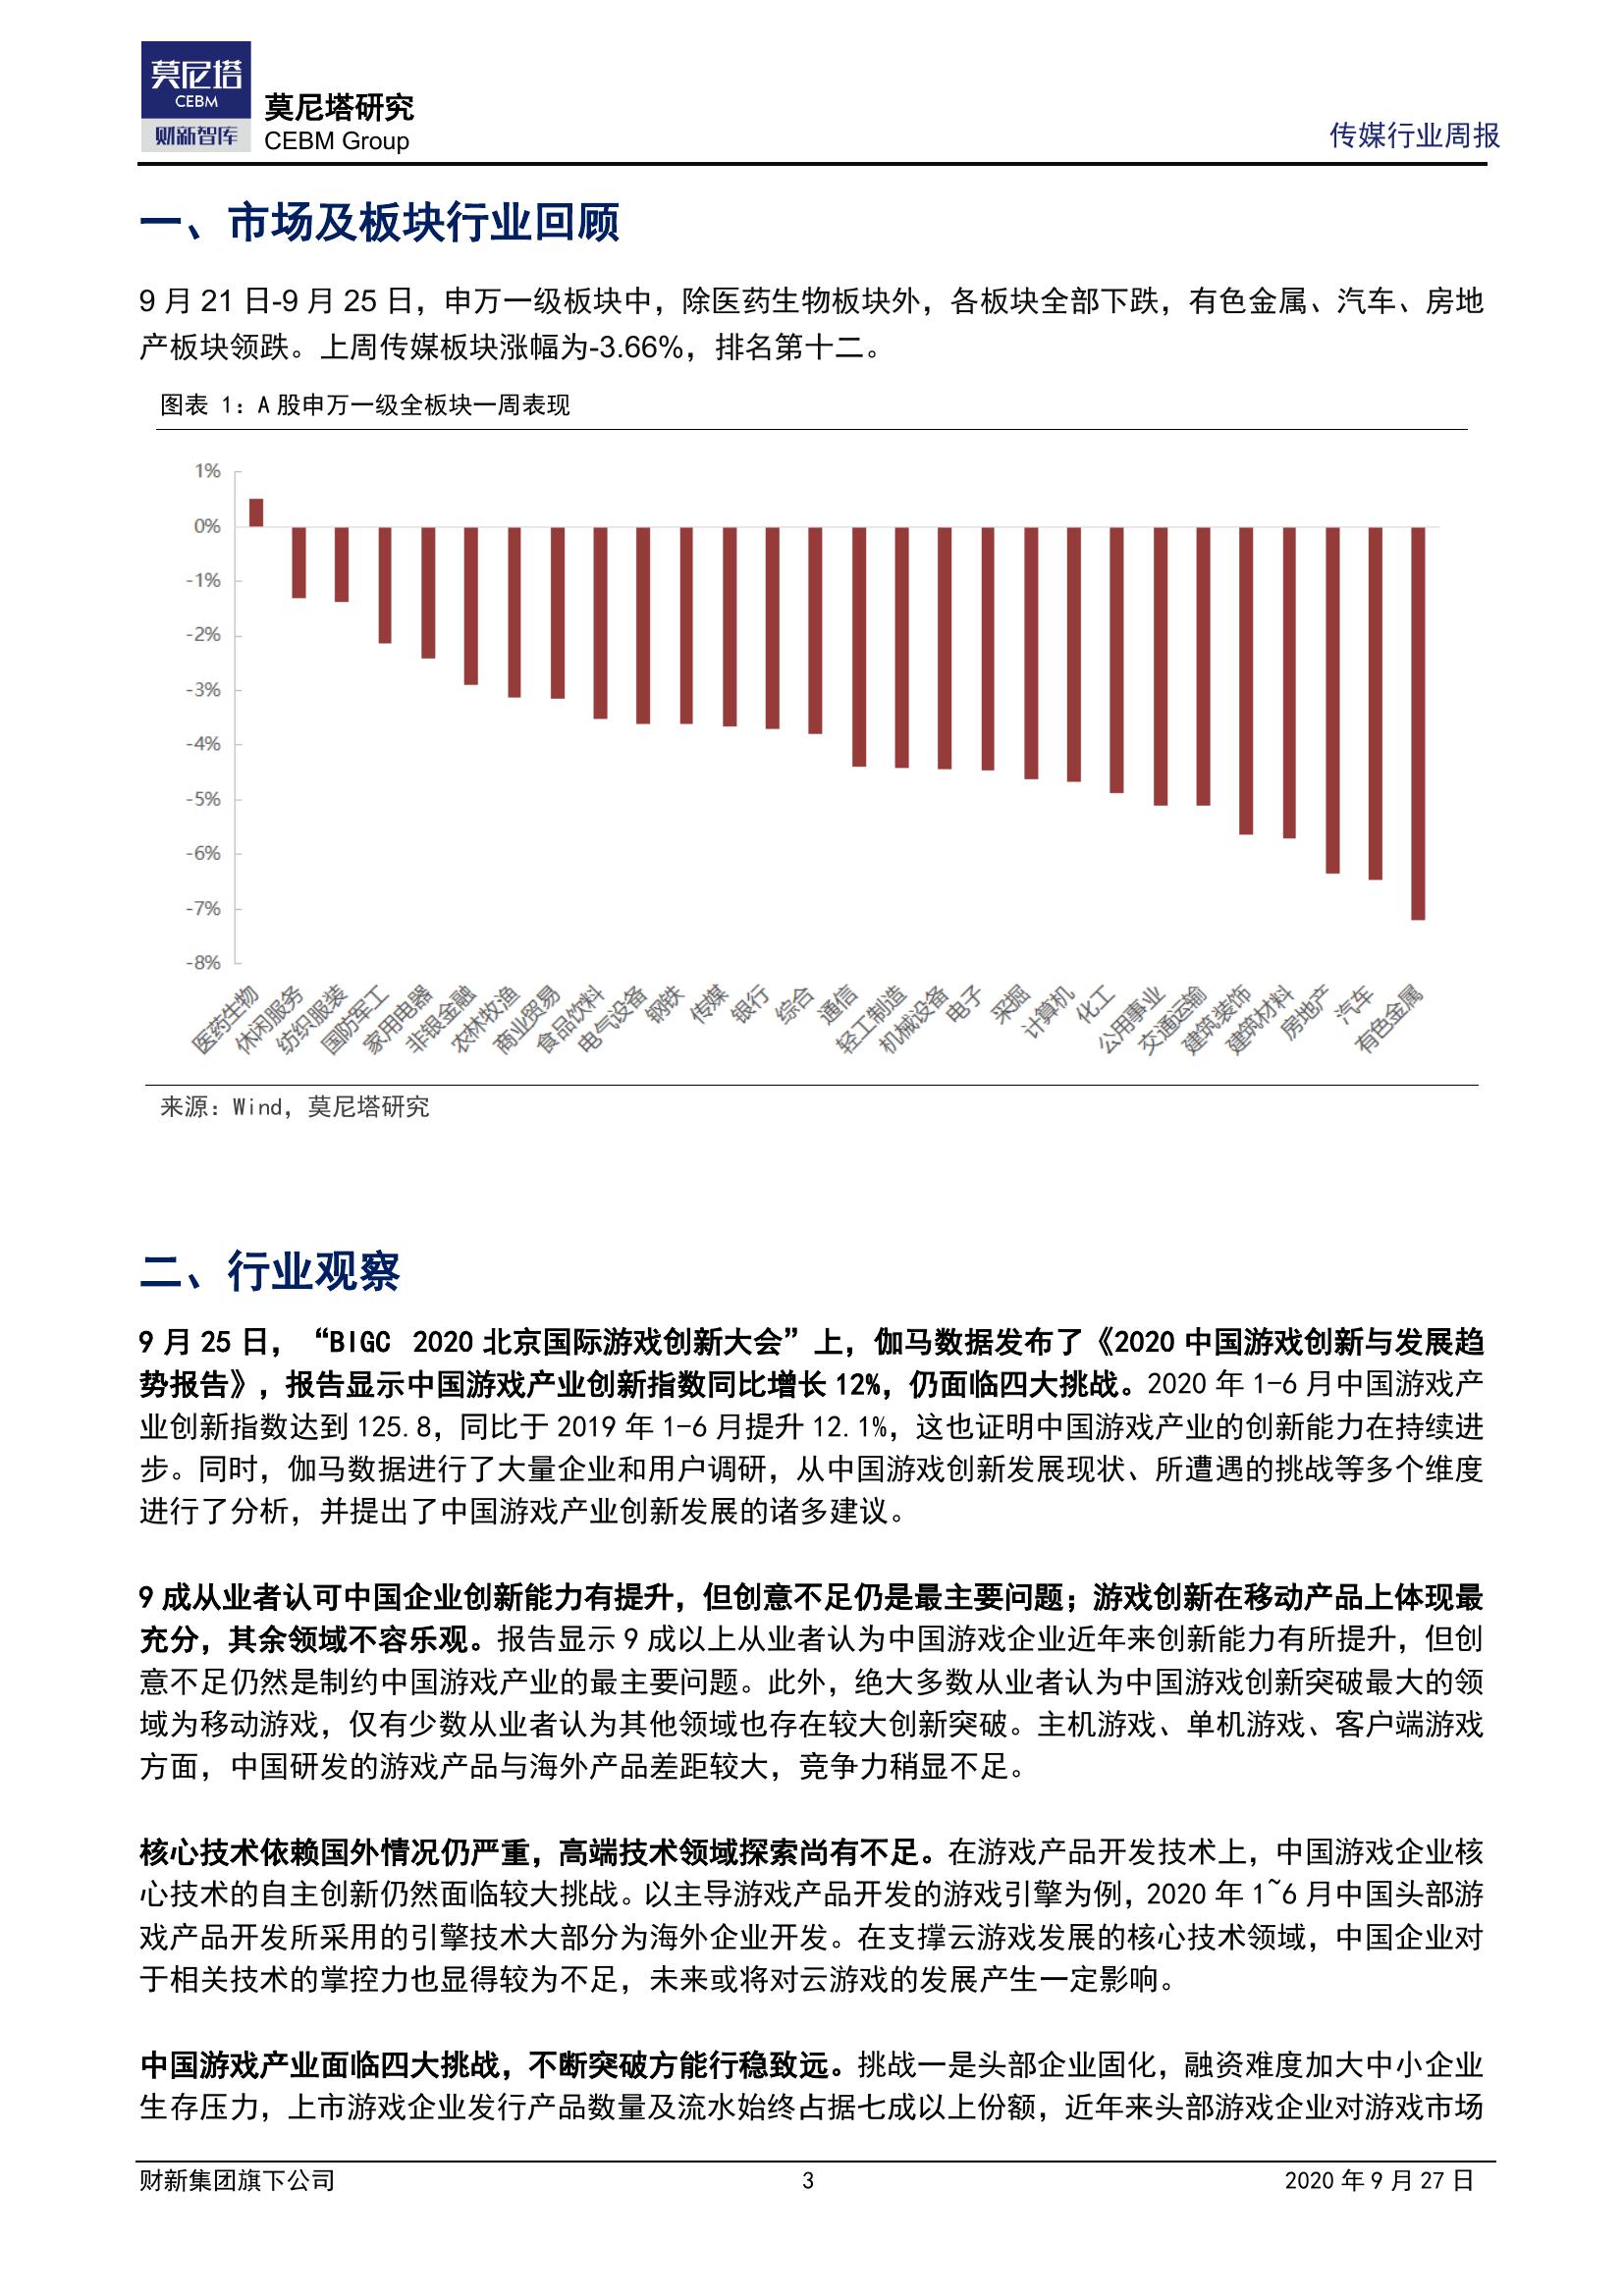 莫尼塔
CEBM
财新智库
莫尼塔研究
CEBM Group
传媒行业周报
一、市场及板块行业回顾
9 月 21 日-9 月 25 日，申万一级板块中，除医药生物板块外，各板块全部下跌，有色金属、汽车、房地
产板块领跌。上周传媒板块涨幅为-3.66%，排名第十二。
图表 1：A 股申万一级全板块一周表现
1%
0%
-1%
-2%
-3%
-4%
-5%
-6%
-7%
-8%
医药生物
休闲服务
纺织服装
国防军工
家用电器
非银金融
农林牧渔
商业贸易
食品饮料
电气设备
钢铁
传媒
银行
综合
通信
轻工制造
机械设备
电子
采掘
计算机
化工
公用事业
交通运输
建筑装饰
建筑材料
房地产
汽车
有色金属
来源：Wind，莫尼塔研究
二、行业观察
9 月 25 日，“BIGC 2020 北京国际游戏创新大会”上，伽马数据发布了《2020 中国游戏创新与发展趋
势报告》，报告显示中国游戏产业创新指数同比增长 12%，仍面临四大挑战。2020 年 1-6 月中国游戏产
业创新指数达到 125.8，同比于 2019 年 1-6 月提升 12.1%，这也证明中国游戏产业的创新能力在持续进
步。同时，伽马数据进行了大量企业和用户调研，从中国游戏创新发展现状、所遭遇的挑战等多个维度
进行了分析，并提出了中国游戏产业创新发展的诸多建议。
9 成从业者认可中国企业创新能力有提升，但创意不足仍是最主要问题；游戏创新在移动产品上体现最
充分，其余领域不容乐观。报告显示 9 成以上从业者认为中国游戏企业近年来创新能力有所提升，但创
意不足仍然是制约中国游戏产业的最主要问题。此外，绝大多数从业者认为中国游戏创新突破最大的领
域为移动游戏，仅有少数从业者认为其他领域也存在较大创新突破。主机游戏、单机游戏、客户端游戏
方面，中国研发的游戏产品与海外产品差距较大，竞争力稍显不足。
核心技术依赖国外情况仍严重，高端技术领域探索尚有不足。在游戏产品开发技术上，中国游戏企业核
心技术的自主创新仍然面临较大挑战。以主导游戏产品开发的游戏引擎为例，2020 年 1~6 月中国头部游
戏产品开发所采用的引擎技术大部分为海外企业开发。在支撑云游戏发展的核心技术领域，中国企业对
于相关技术的掌控力也显得较为不足，未来或将对云游戏的发展产生一定影响。
中国游戏产业面临四大挑战，不断突破方能行稳致远。挑战一是头部企业固化，融资难度加大中小企业
生存压力，上市游戏企业发行产品数量及流水始终占据七成以上份额，近年来头部游戏企业对游戏市场
财新集团旗下公司
3
2020 年 9 月 27 日